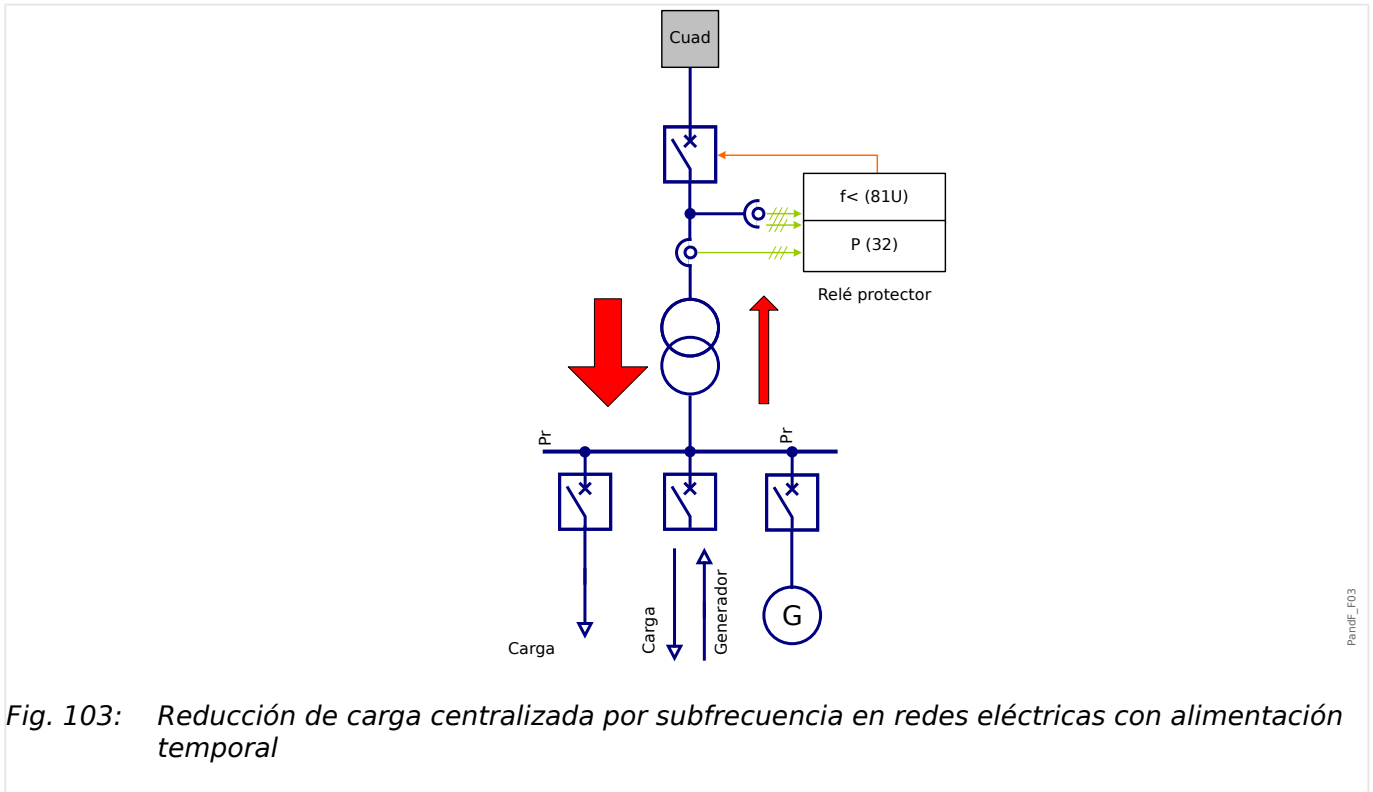 Cuad
f< (81U)
P (32)
Relé protector
Pr
Pr
Carga
Carga
Generador
G
PandF_F03
Fig. 103: Reducción de carga centralizada por subfrecuencia en redes eléctricas con alimentación
temporal